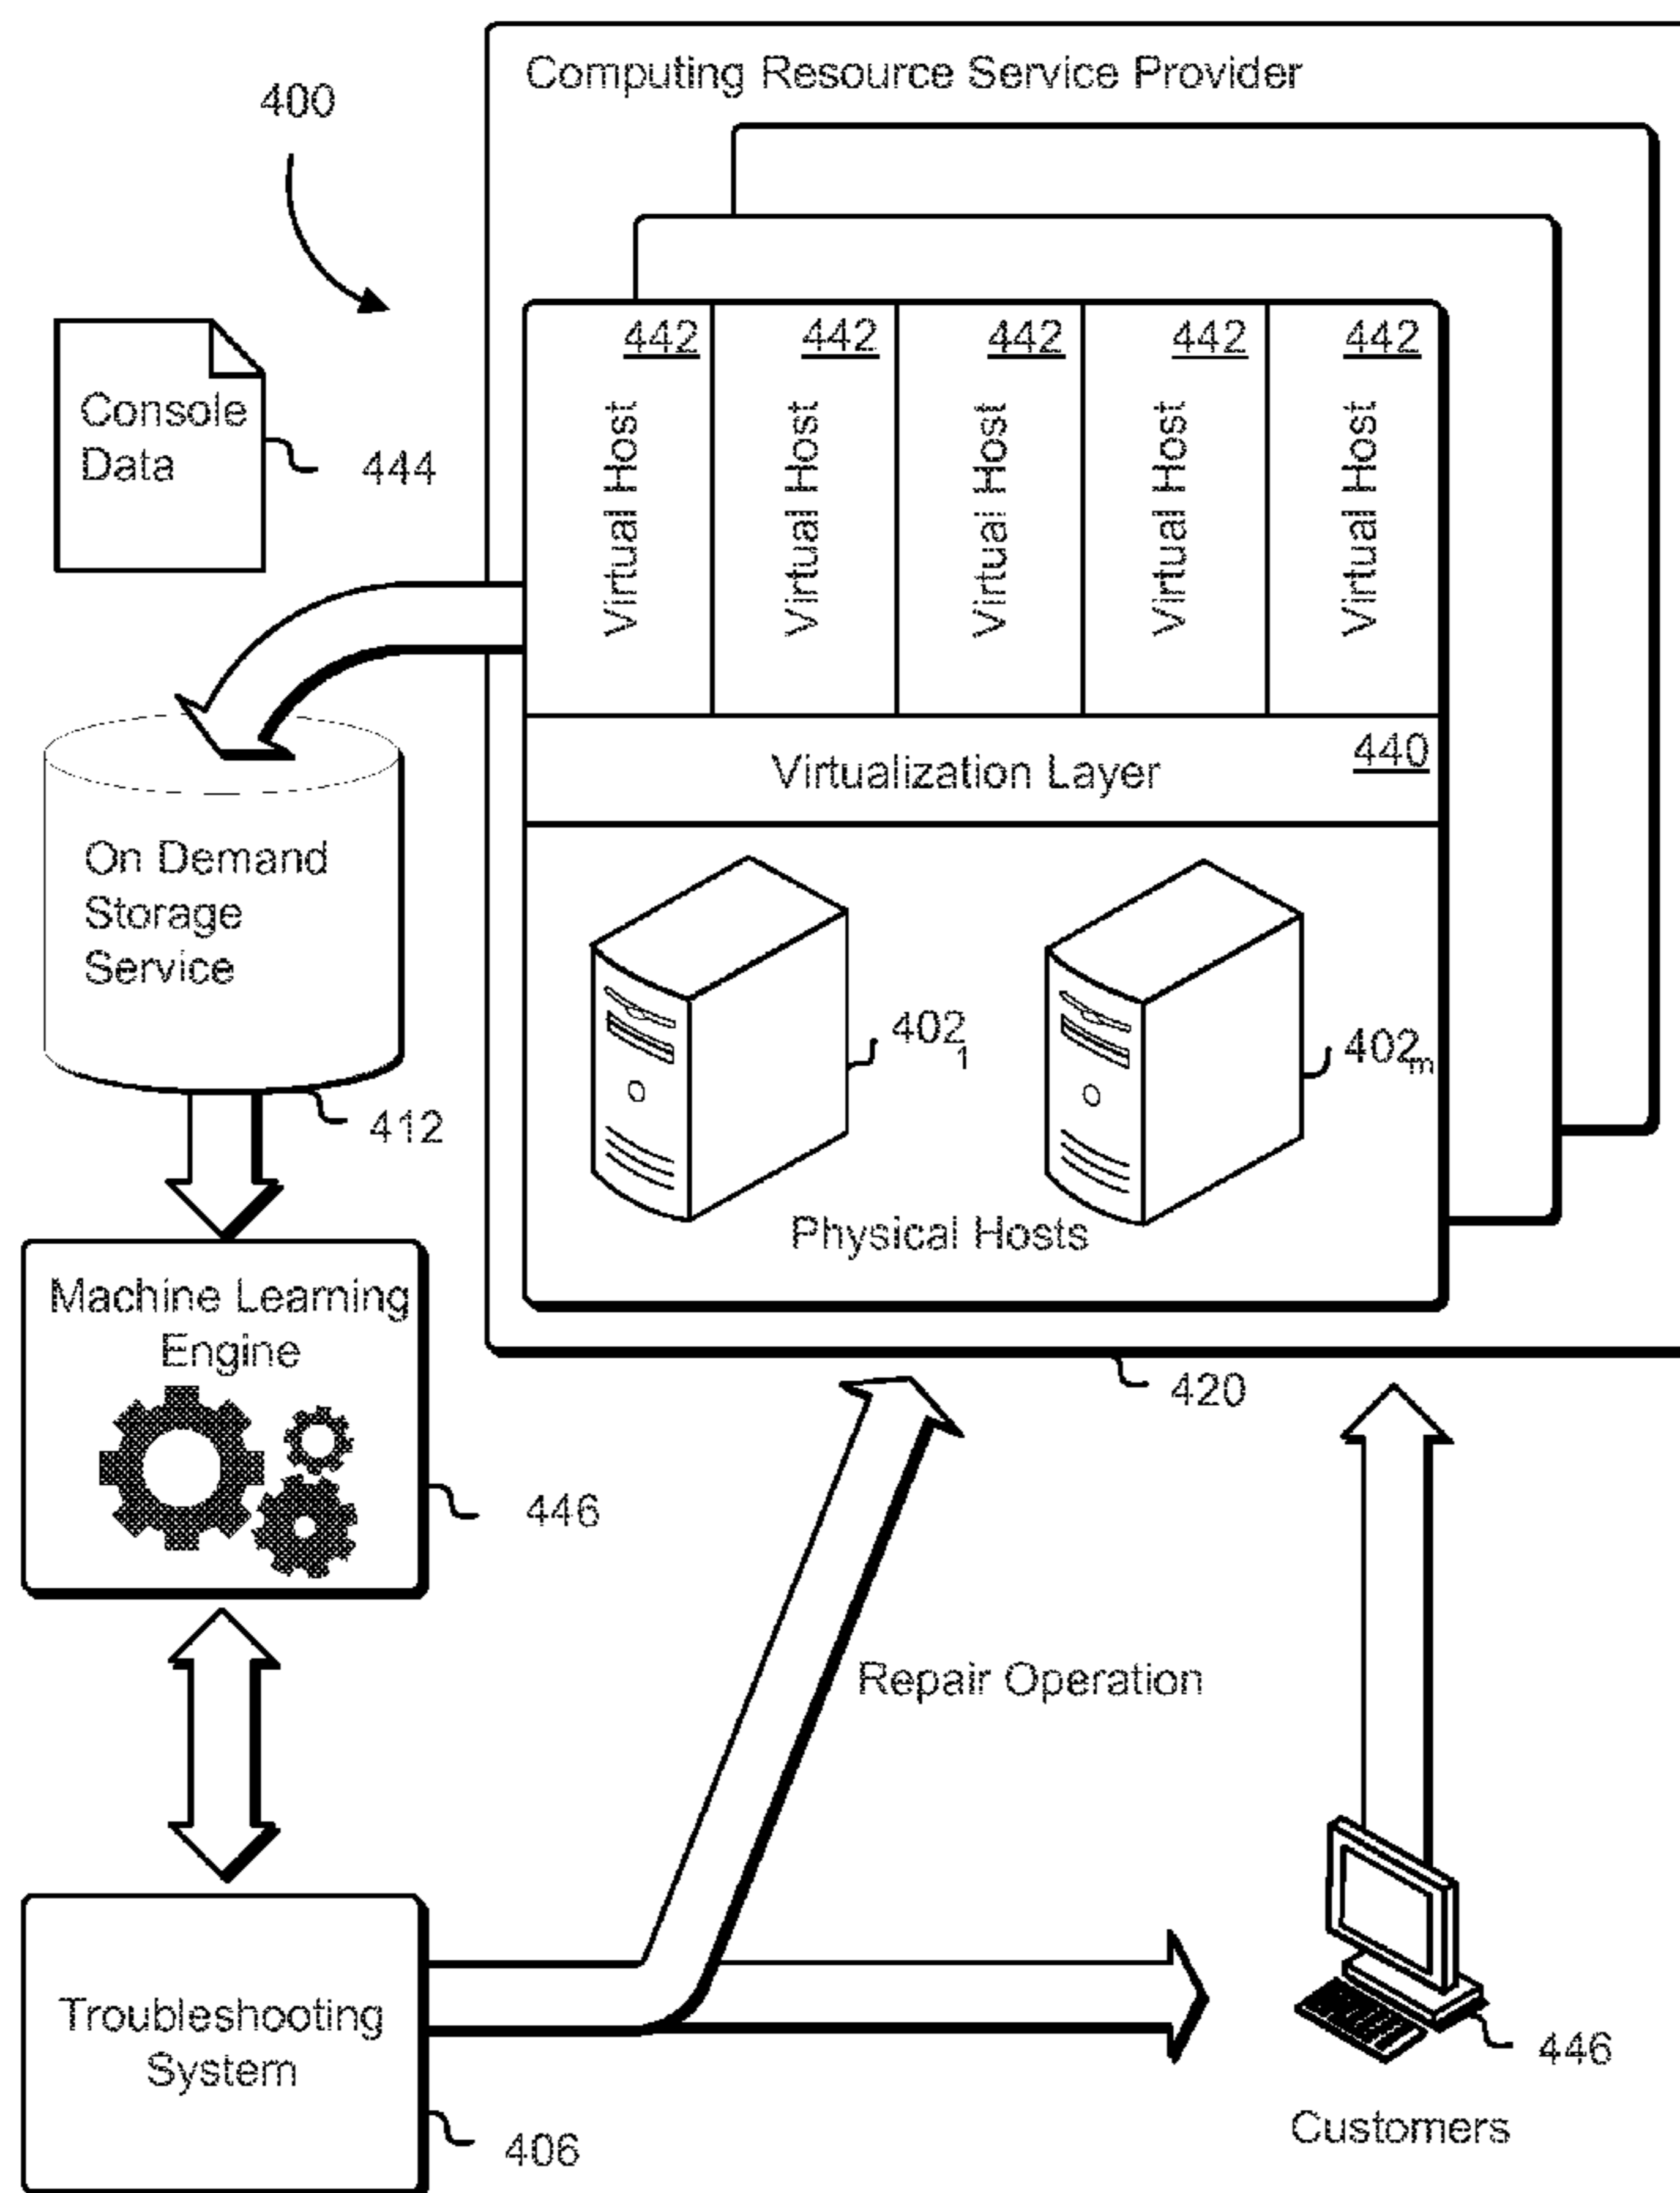 Computing Resource Service Provider
400
442 442 442 442 442
Console
Data
444
Virtual Host
Virtual Host
Virtual Host
Virtual Host
Virtual Host
440
Virtualization Layer
On Demand
Storage
Service
402 1
402 m
412
Physical Hosts
Machine Learning
Engine
420
446
Repair Operation
Troubleshooting
System
446
406
Customers